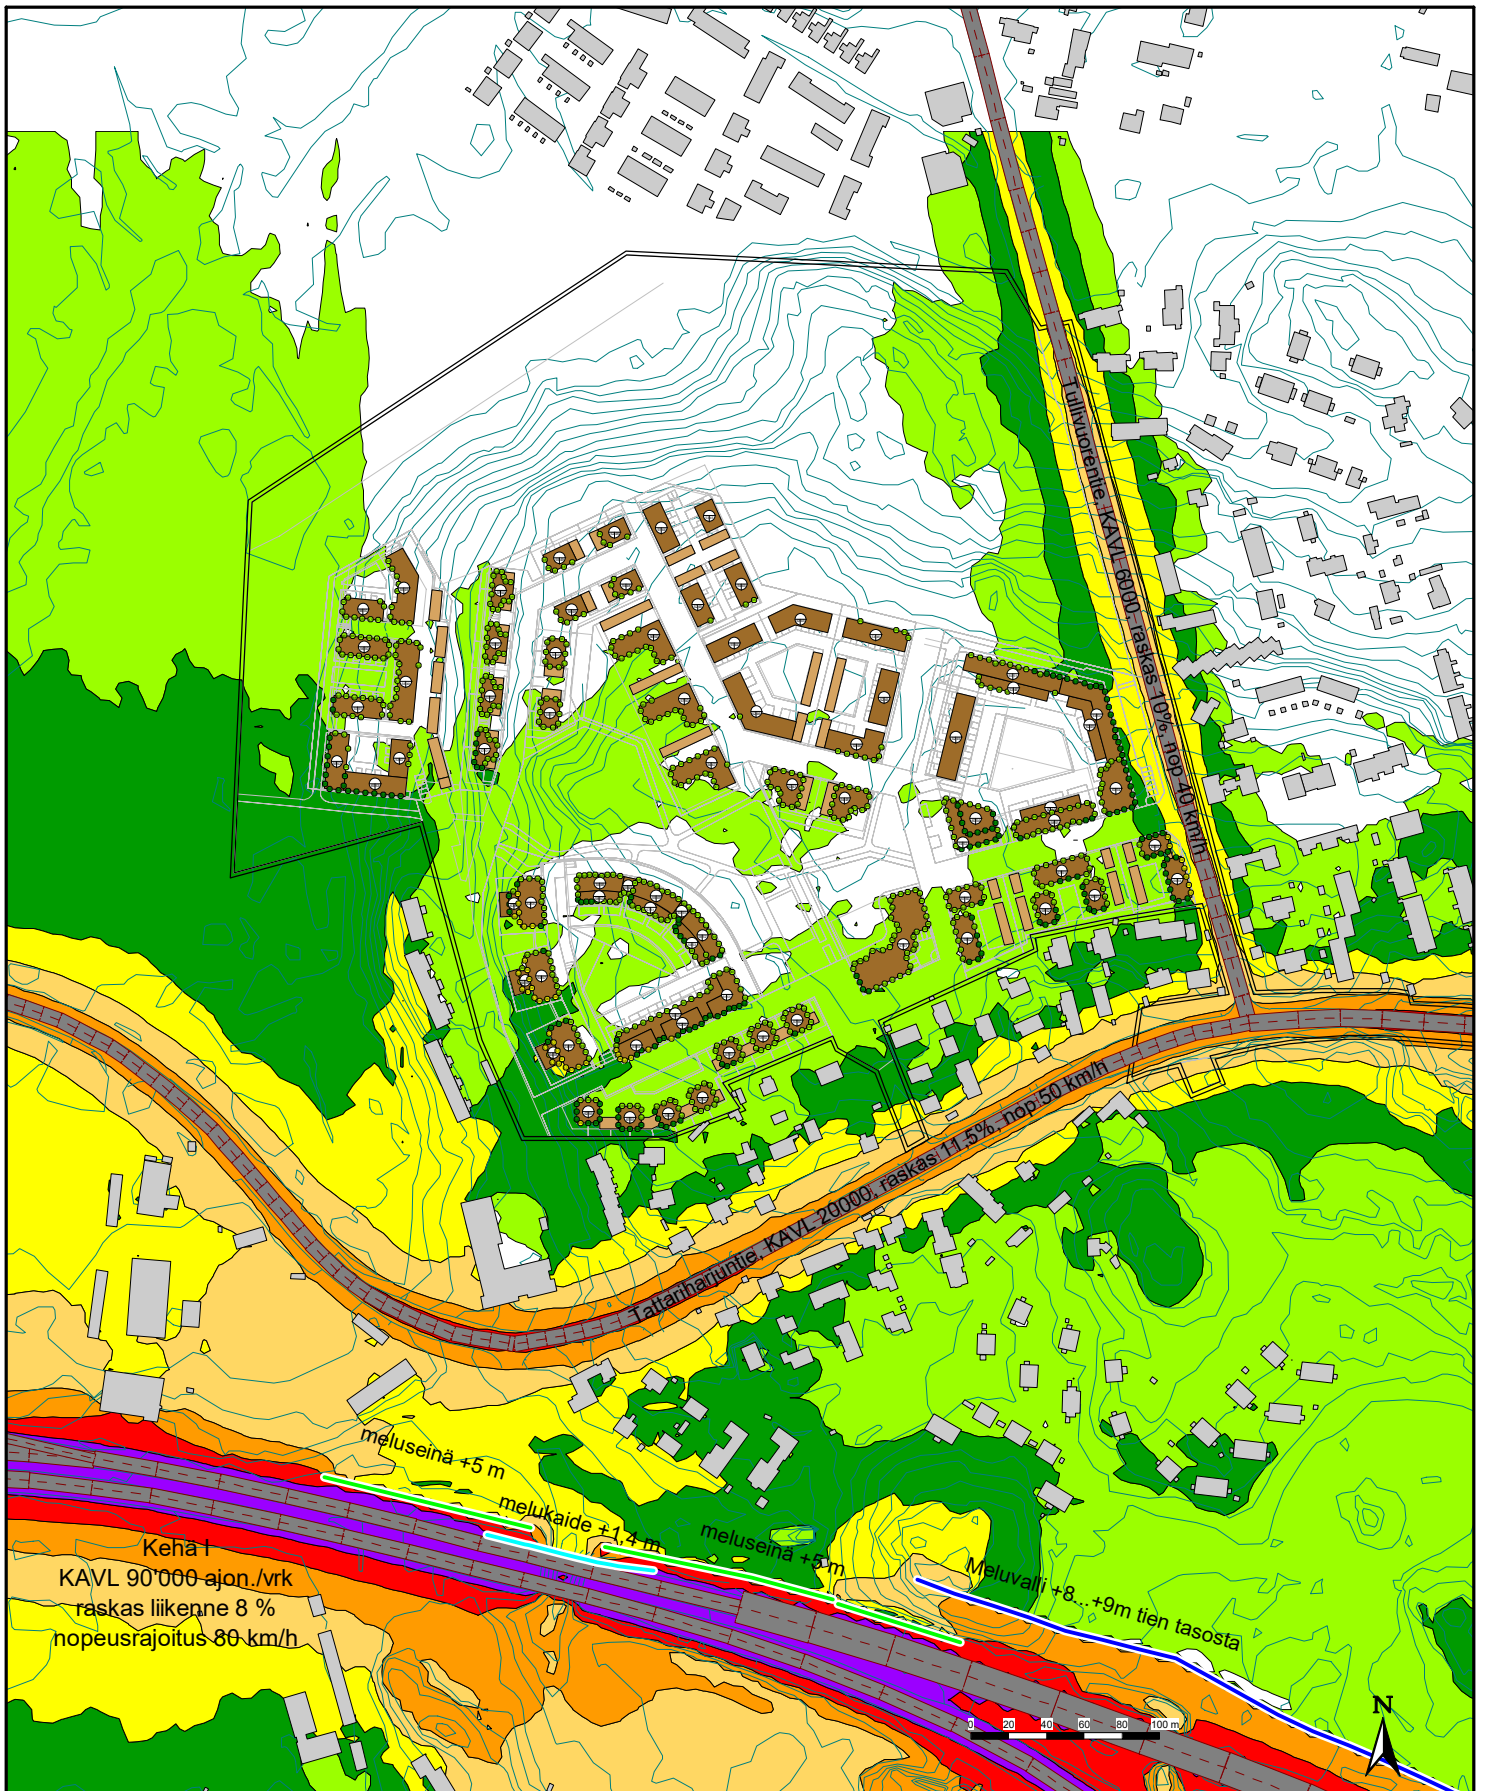 Tullivuorentie, KAVL 6000, raskas 10%, nop 40 km/h
Tattariharjuntie, KAVL 20000, raskas 11,5%, nop 50 km/h
meluseinä +5 m
melukaide +1,4 m
meluseinä +5 m
Meluvalli +8...+9m tien tasosta
Kehä I
KAVL 90'000 ajon./vrk
raskas liikenne 8 %
nopeusrajoitus 80 km/h
N
0 20 40 60 80 100 m